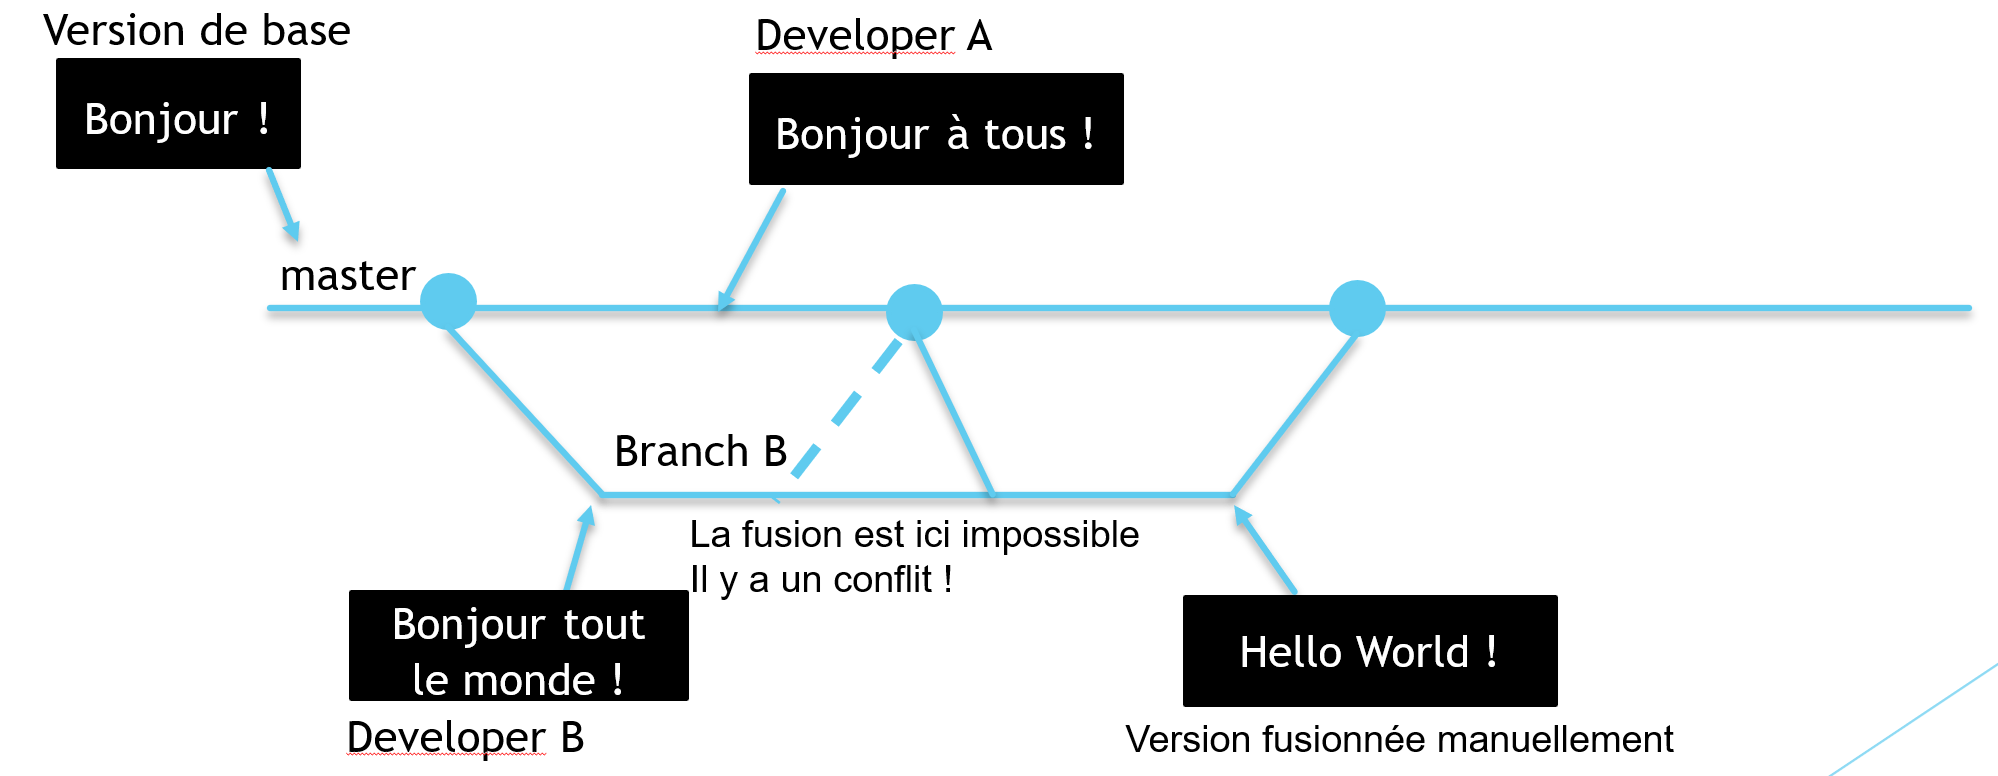 Version de base
Bonjour !
Developer A
Bonjour à tous !
master
Branch B
La fusion est ici impossible
Il y a un conflit !
Bonjour tout
le monde !
Developer B
Hello World !
Version fusionnée manuellement